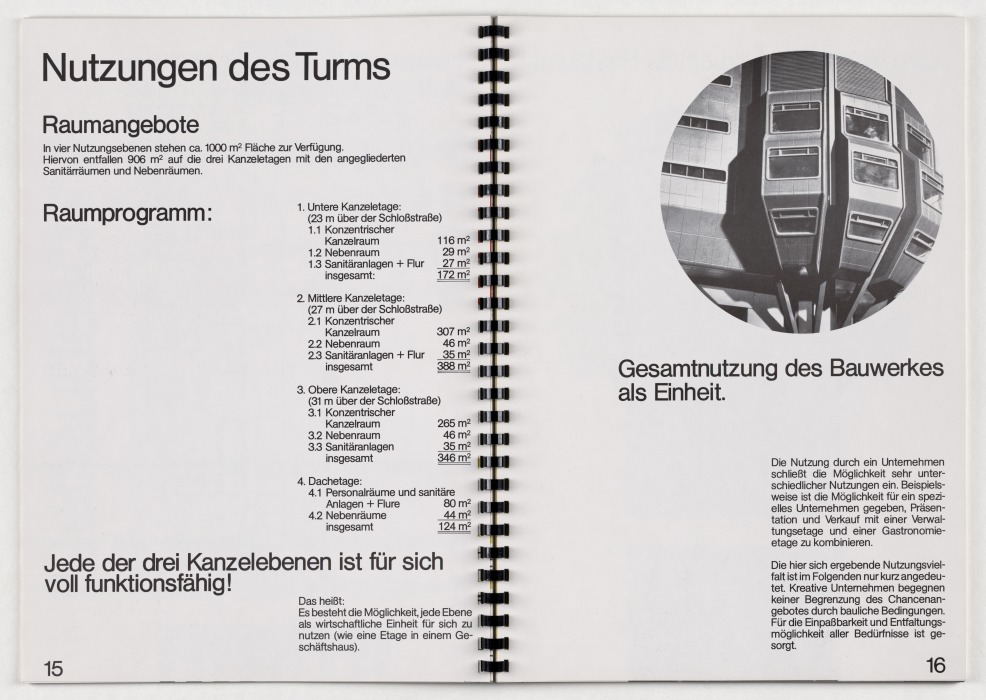 Nutzungen des Turms
Raumangebote
In vier Nutzungsebenen stehen ca. 1000 m² Fläche zur Verfügung.
Hiervon entfallen 906 m² auf die drei Kanzeletagen mit den angegliederten
Sanitärräumen und Nebenräumen.
Raumprogramm:
1. Untere Kanzeletage:
(23 m über der Schloßstraße)
1.1 Konzentrischer
Kanzelraum 116 m²
1.2 Nebenraum 29 m²
1.3 Sanitäranlagen + Flur 27 m²
insgesamt: 172 m²
2. Mittlere Kanzeletage:
(27 m über der Schloßstraße)
2.1 Konzentrischer
Kanzelraum 307 m²
2.2 Nebenraum 46 m²
2.3 Sanitäranlagen + Flur 35 m²
insgesamt 388 m²
3. Obere Kanzeletage:
(31 m über der Schloßstraße)
3.1 Konzentrischer
Kanzelraum 265 m²
3.2 Nebenraum 46 m²
3.3 Sanitäranlagen 35 m²
insgesamt 346 m²
4. Dachetage:
4.1 Personalräume und sanitäre
Anlagen + Flure 80 m²
4.2 Nebenräume 44 m²
insgesamt 124 m²
Jede der drei Kanzelebenen ist für sich
voll funktionsfähig!
Das heißt:
Es besteht die Möglichkeit, jede Ebene
als wirtschaftliche Einheit für sich zu
nutzen (wie eine Etage in einem Ge-
schäftshaus).
15
Gesamtnutzung des Bauwerkes
als Einheit.
Die Nutzung durch ein Unternehmen
schließt die Möglichkeit sehr unter-
schiedlicher Nutzungen ein. Beispiels-
weise ist die Möglichkeit für ein spezi-
elles Unternehmen gegeben, Präsen-
tation und Verkauf mit einer Verwal-
tungsetage und einer Gastronomie-
etage zu kombinieren.
Die hier sich ergebende Nutzungsviel-
falt ist im Folgenden nur kurz angedeu-
tet. Kreative Unternehmen begegnen
keiner Begrenzung des Chancenan-
gebotes durch bauliche Bedingungen.
Für die Einpaßbarkeit und Entfaltungs-
möglichkeit aller Bedürfnisse ist ge-
sorgt.
16